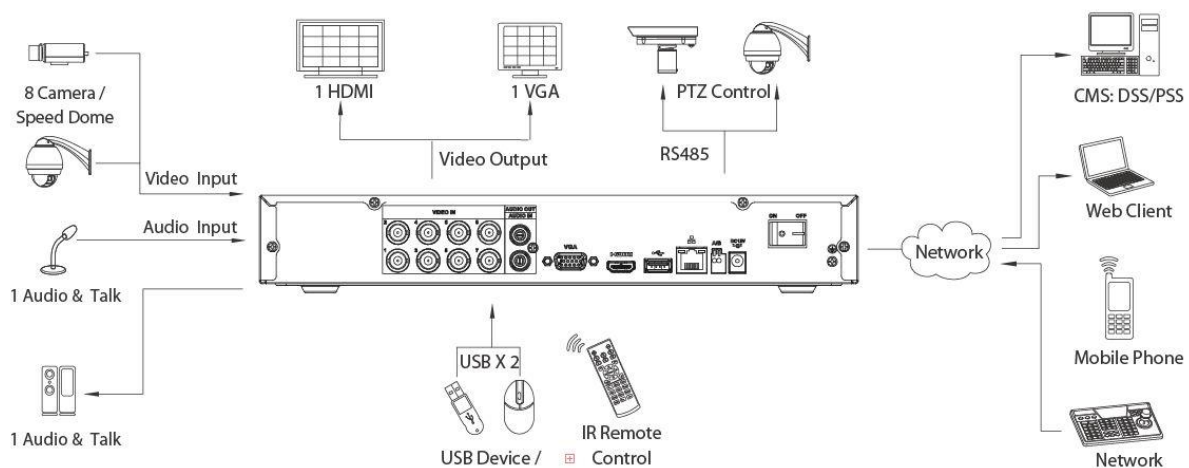 8 Camera /
Speed Dome
Video Input
Audio Input
1 Audio & Talk
1 Audio & Talk
1 HDMI
1 VGA
Video Output
PTZ Control
RS485
VIDEO IN
AUDIO OUT
AUDIO IN
VGA
HDMI
A/B
DC12V
ON
OFF
USB X 2
USB Device /
IR Remote
Control
Network
CMS: DSS/PSS
Web Client
Mobile Phone
Network